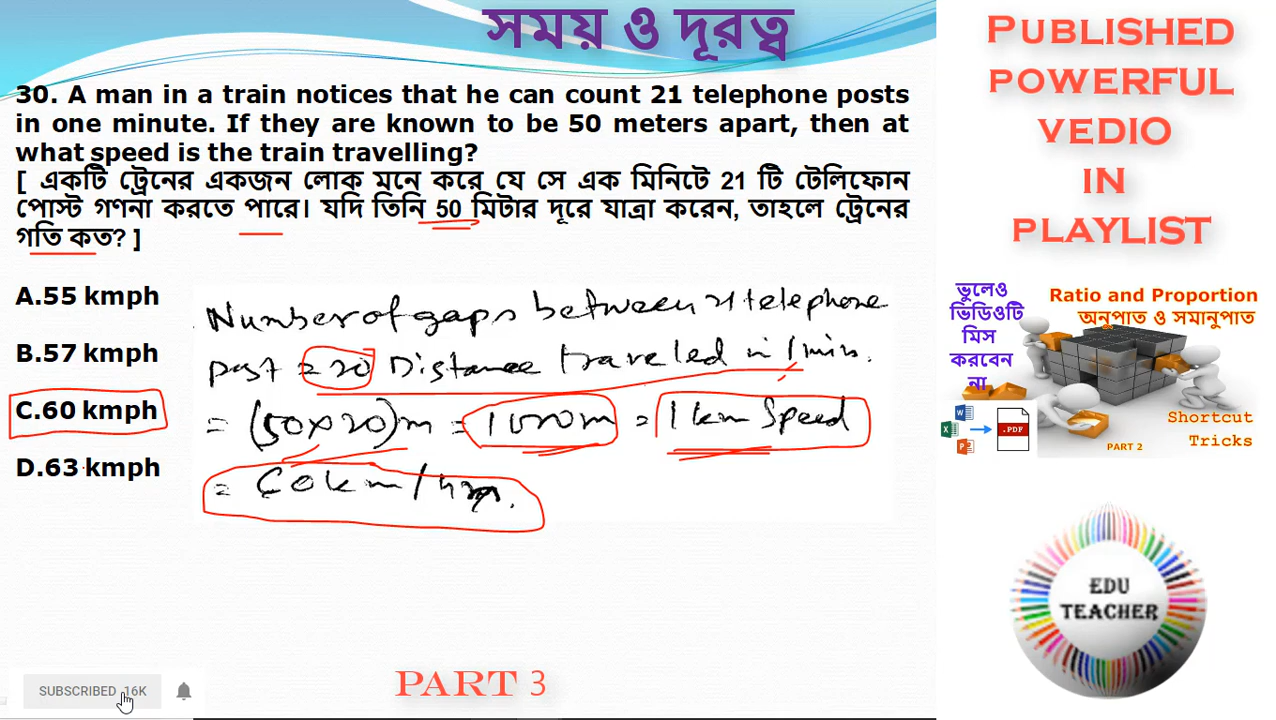 সময় ও দূরত্ব
30. A man in a train notices that he can count 21 telephone posts
in one minute. If they are known to be 50 meters apart, then at
what speed is the train travelling?
[ একটি ট্রেনের একজন লোক মনে করে যে সে এক মিনিটে 21 টি টেলিফোন
পোস্ট গণনা করতে পারে। যদি তিনি 50 মিটার দূরে যাত্রা করেন, তাহলে ট্রেনের
গতি কত? ]
A.55 kmph
B.57 kmph
C.60 kmph
D.63 kmph
Number of gaps between 21 telephone
post = 20 Distance traveled in 1 min.
= (50×20)m = 1000m = 1 km Speed
= 60km/hr.
PART 3
SUBSCRIBED 16K
PUBLISHED
POWERFUL
VEDIO
IN
PLAYLIST
ভুলেও
ভিডিওটি
মিস
করবেন
না
Ratio and Proportion
অনুপাত ও সমানুপাত
Shortcut
Tricks
PART 2
W
X
P
.PDF
EDU
TEACHER